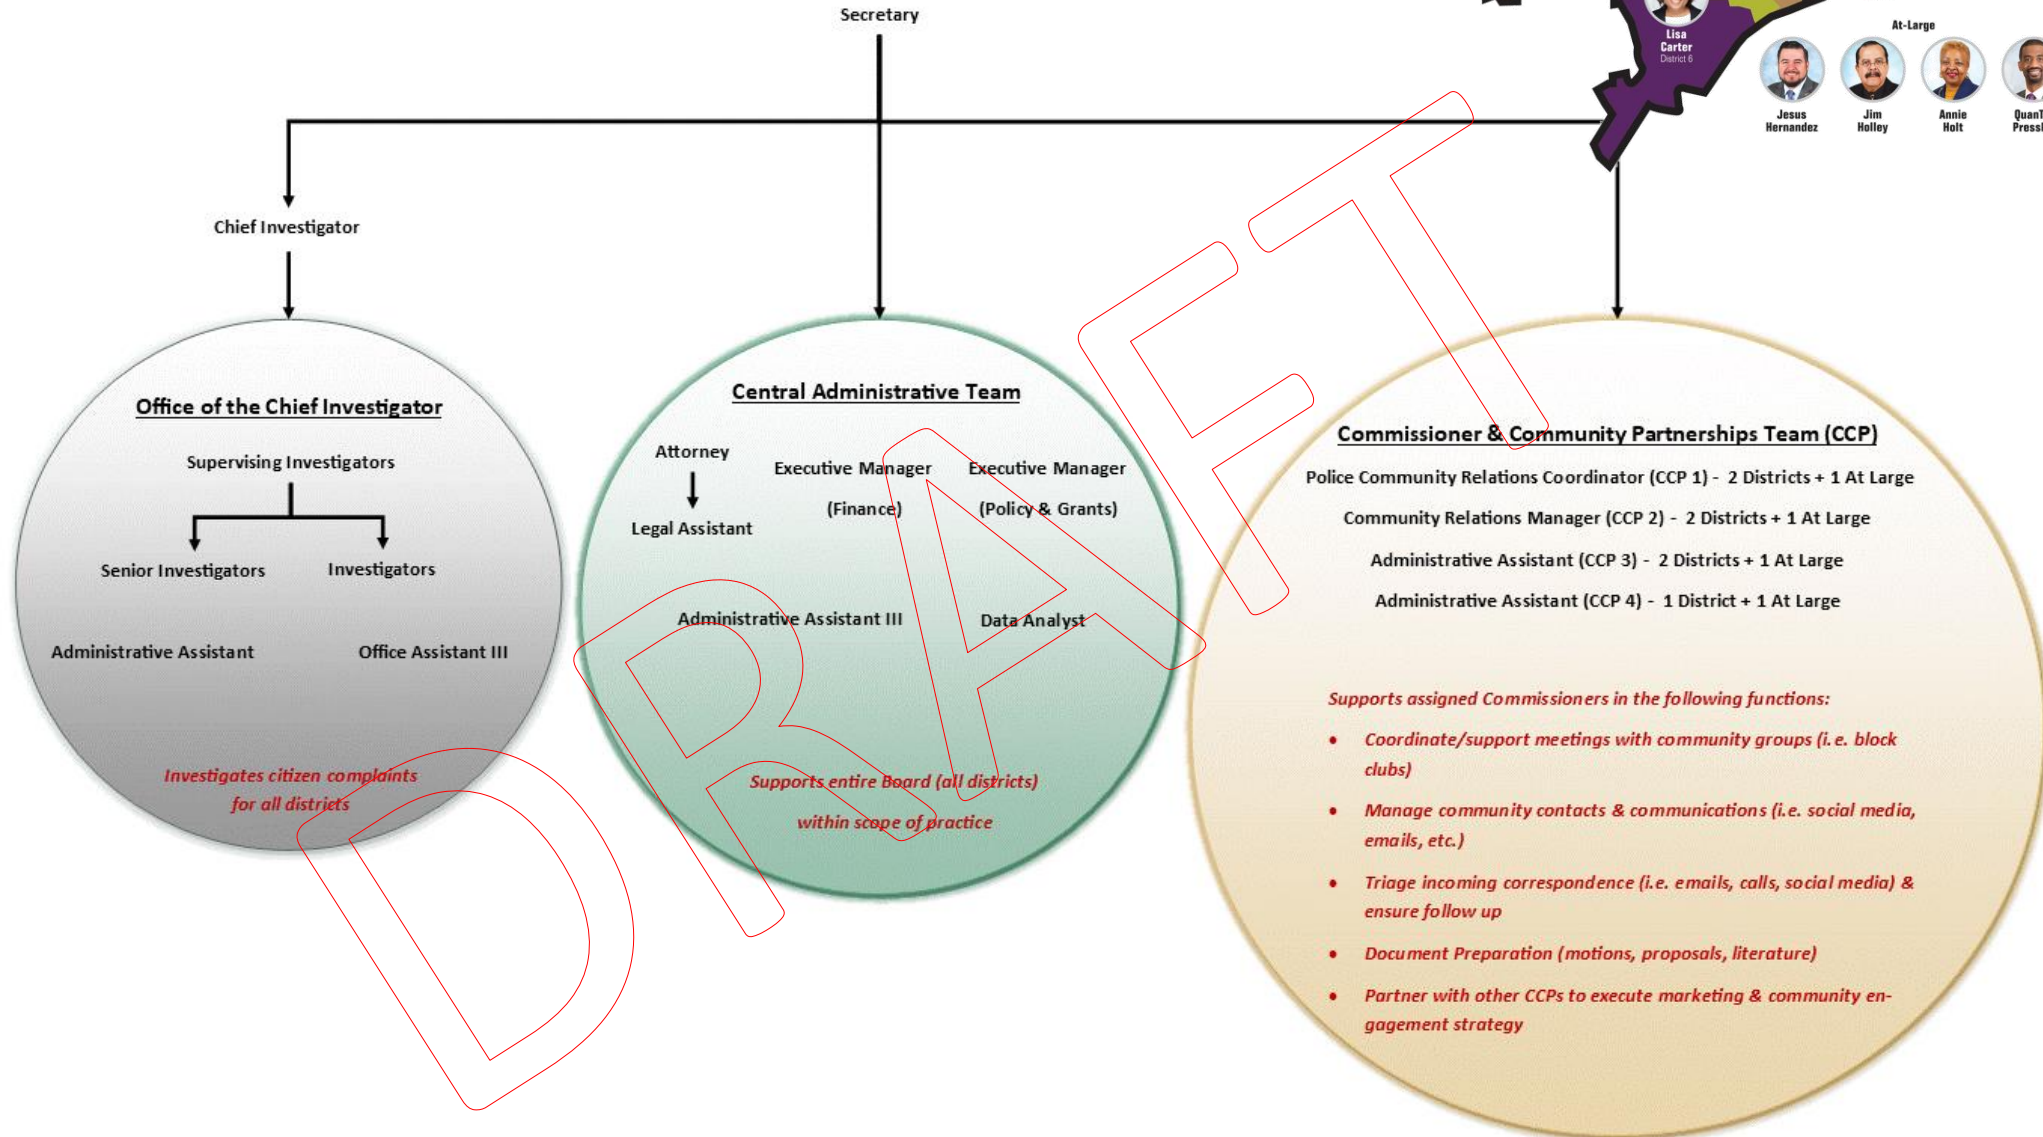 Secretary
Lisa
Carter
District 6
At-Large
Jesus
Hernandez
Jim
Holley
Annie
Holt
Chief Investigator
Office of the Chief Investigator
Supervising Investigators
Senior Investigators
Investigators
Administrative Assistant
Office Assistant III
Investigates citizen complaints
for all districts
Central Administrative Team
Attorney
Legal Assistant
Executive Manager
(Finance)
Executive Manager
(Policy & Grants)
Administrative Assistant III
Data Analyst
Supports entire Board (all districts)
within scope of practice
Commissioner & Community Partnerships Team (CCP)
Police Community Relations Coordinator (CCP 1) - 2 Districts + 1 At Large
Community Relations Manager (CCP 2) - 2 Districts + 1 At Large
Administrative Assistant (CCP 3) - 2 Districts + 1 At Large
Administrative Assistant (CCP 4) - 1 District + 1 At Large
Supports assigned Commissioners in the following functions:
• Coordinate/support meetings with community groups (i.e. block
clubs)
• Manage community contacts & communications (i.e. social media,
emails, etc.)
• Triage incoming correspondence (i.e. emails, calls, social media) &
ensure follow up
• Document Preparation (motions, proposals, literature)
• Partner with other CCPs to execute marketing & community en-
gagement strategy
DRAFT